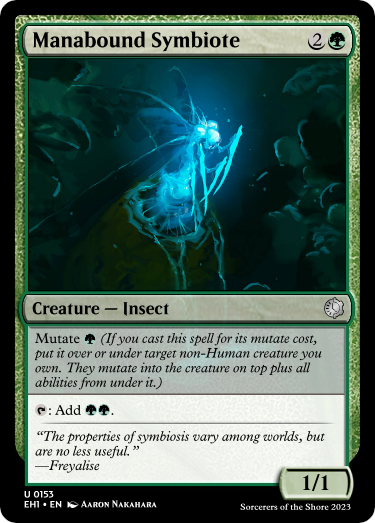 Manabound Symbiote 2
Creature — Insect
Mutate (If you cast this spell for its mutate cost,
put it over or under target non-Human creature you
own. They mutate into the creature on top plus all
abilities from under it.)
: Add .
“The properties of symbiosis vary among worlds, but
are no less useful.”
—Freyalise
1/1
U 0153
EH1 • EN Aaron Nakahara
Sorcerers of the Shore 2023